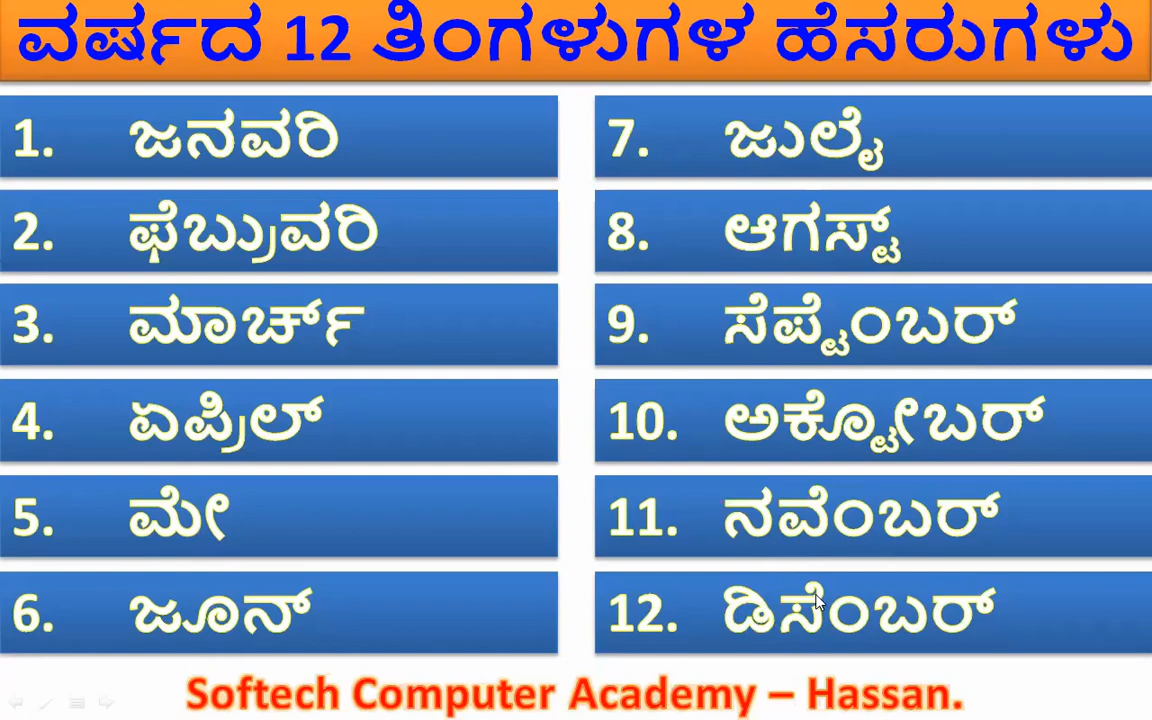 ವರ್ಷದ 12 ತಿಂಗಳುಗಳ ಹೆಸರುಗಳು
1. ಜನವರಿ
2. ಫೆಬ್ರುವರಿ
3. ಮಾರ್ಚ್
4. ಏಪ್ರಿಲ್
5. ಮೇ
6. ಜೂನ್
7. ಜುಲೈ
8. ಆಗಸ್ಟ್
9. ಸೆಪ್ಟೆಂಬರ್
10. ಅಕ್ಟೋಬರ್
11. ನವೆಂಬರ್
12. ಡಿಸೆಂಬರ್
Softech Computer Academy – Hassan.